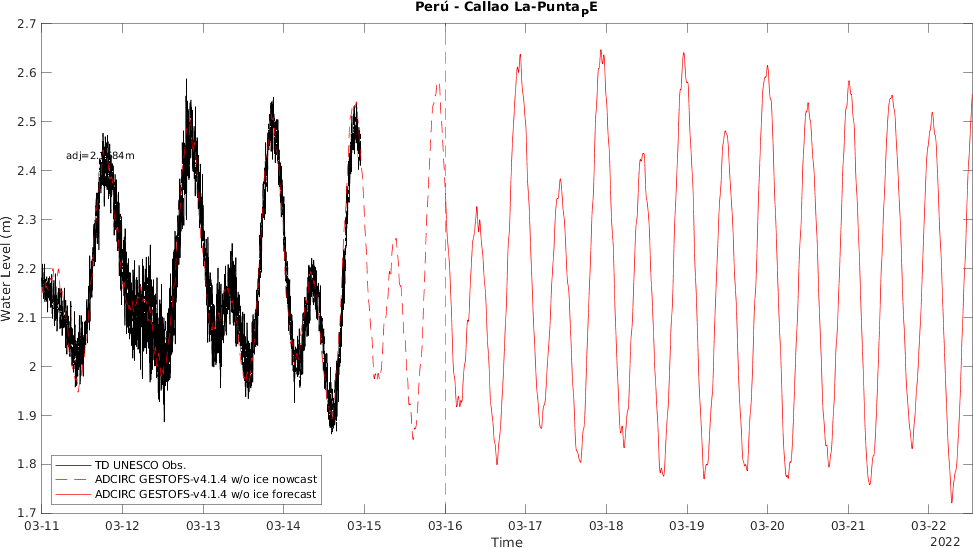 Perú - Callao La-Punta_PE
2.7
2.6
2.5
2.4
2.3
2.2
2.1
2
1.9
1.8
1.7
Water Level (m)
TD UNESCO Obs.
ADCIRC GESTOFS-v4.1.4 w/o ice nowcast
ADCIRC GESTOFS-v4.1.4 w/o ice forecast
03-11 03-12 03-13 03-14 03-15 03-16 03-17 03-18 03-19 03-20 03-21 03-22
Time
2022